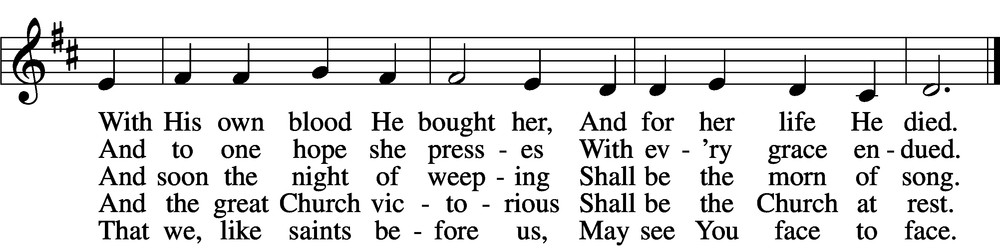 With His own blood He bought her, And for her life He died.
And to one hope she press - es With ev - ’ry grace en - dued.
And soon the night of weep - ing Shall be the morn of song.
And the great Church vic - to - rious Shall be the Church at rest.
That we, like saints be - fore us, May see You face to face.